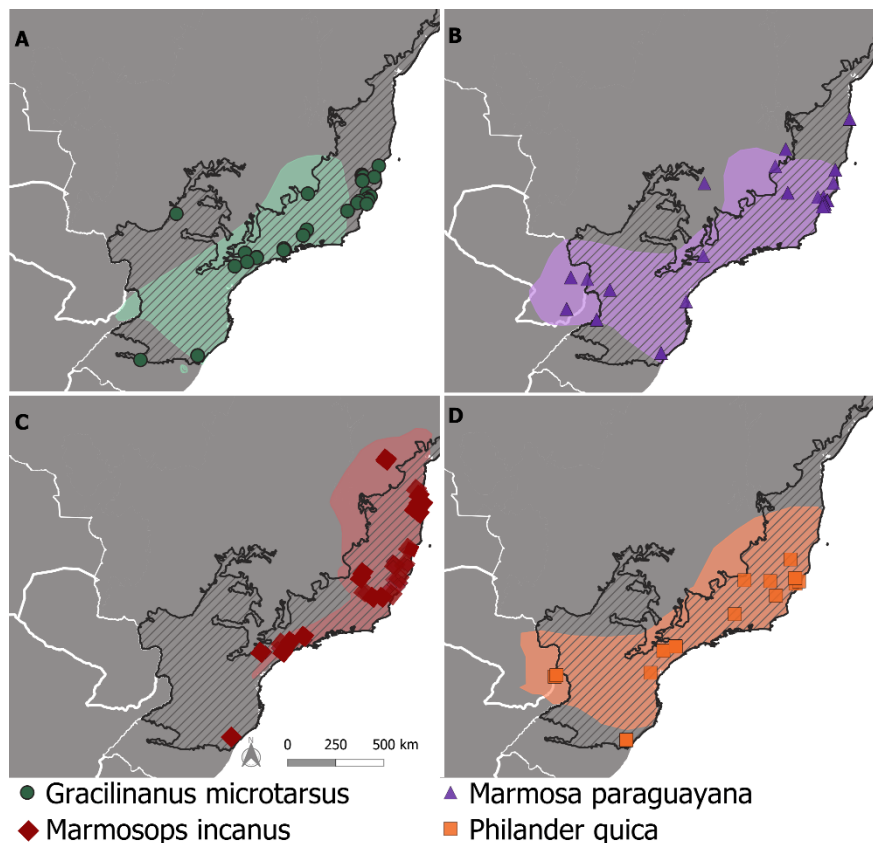 A
B
C
D
N
0 250 500 km
Gracilinanus microtarsus
Marmosa paraguayana
Marmosops incanus
Philander quica